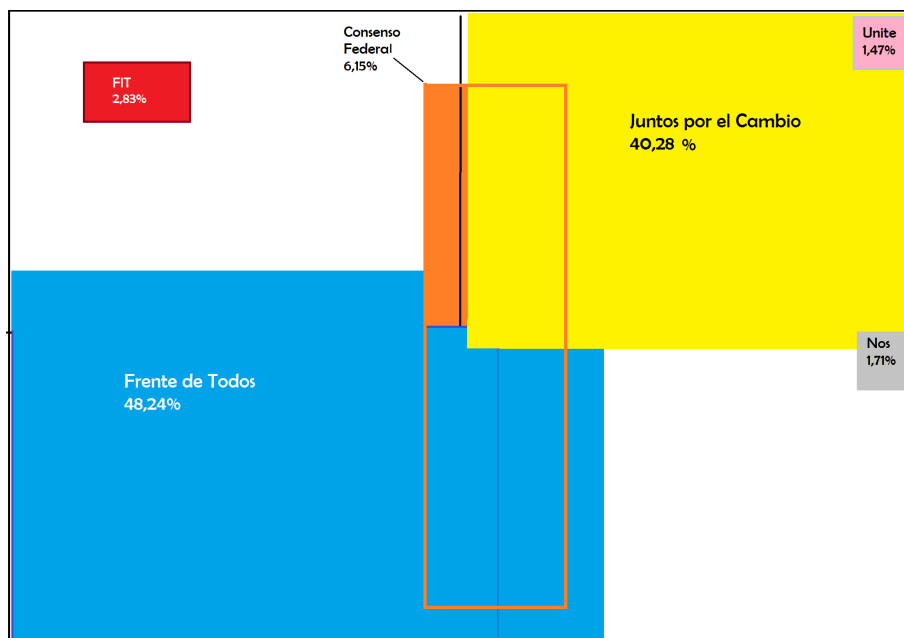 Consenso
Federal
6,15%
Unite
1,47%
FIT
2,83%
Juntos por el Cambio
40,28 %
Nos
1,71%
Frente de Todos
48,24%